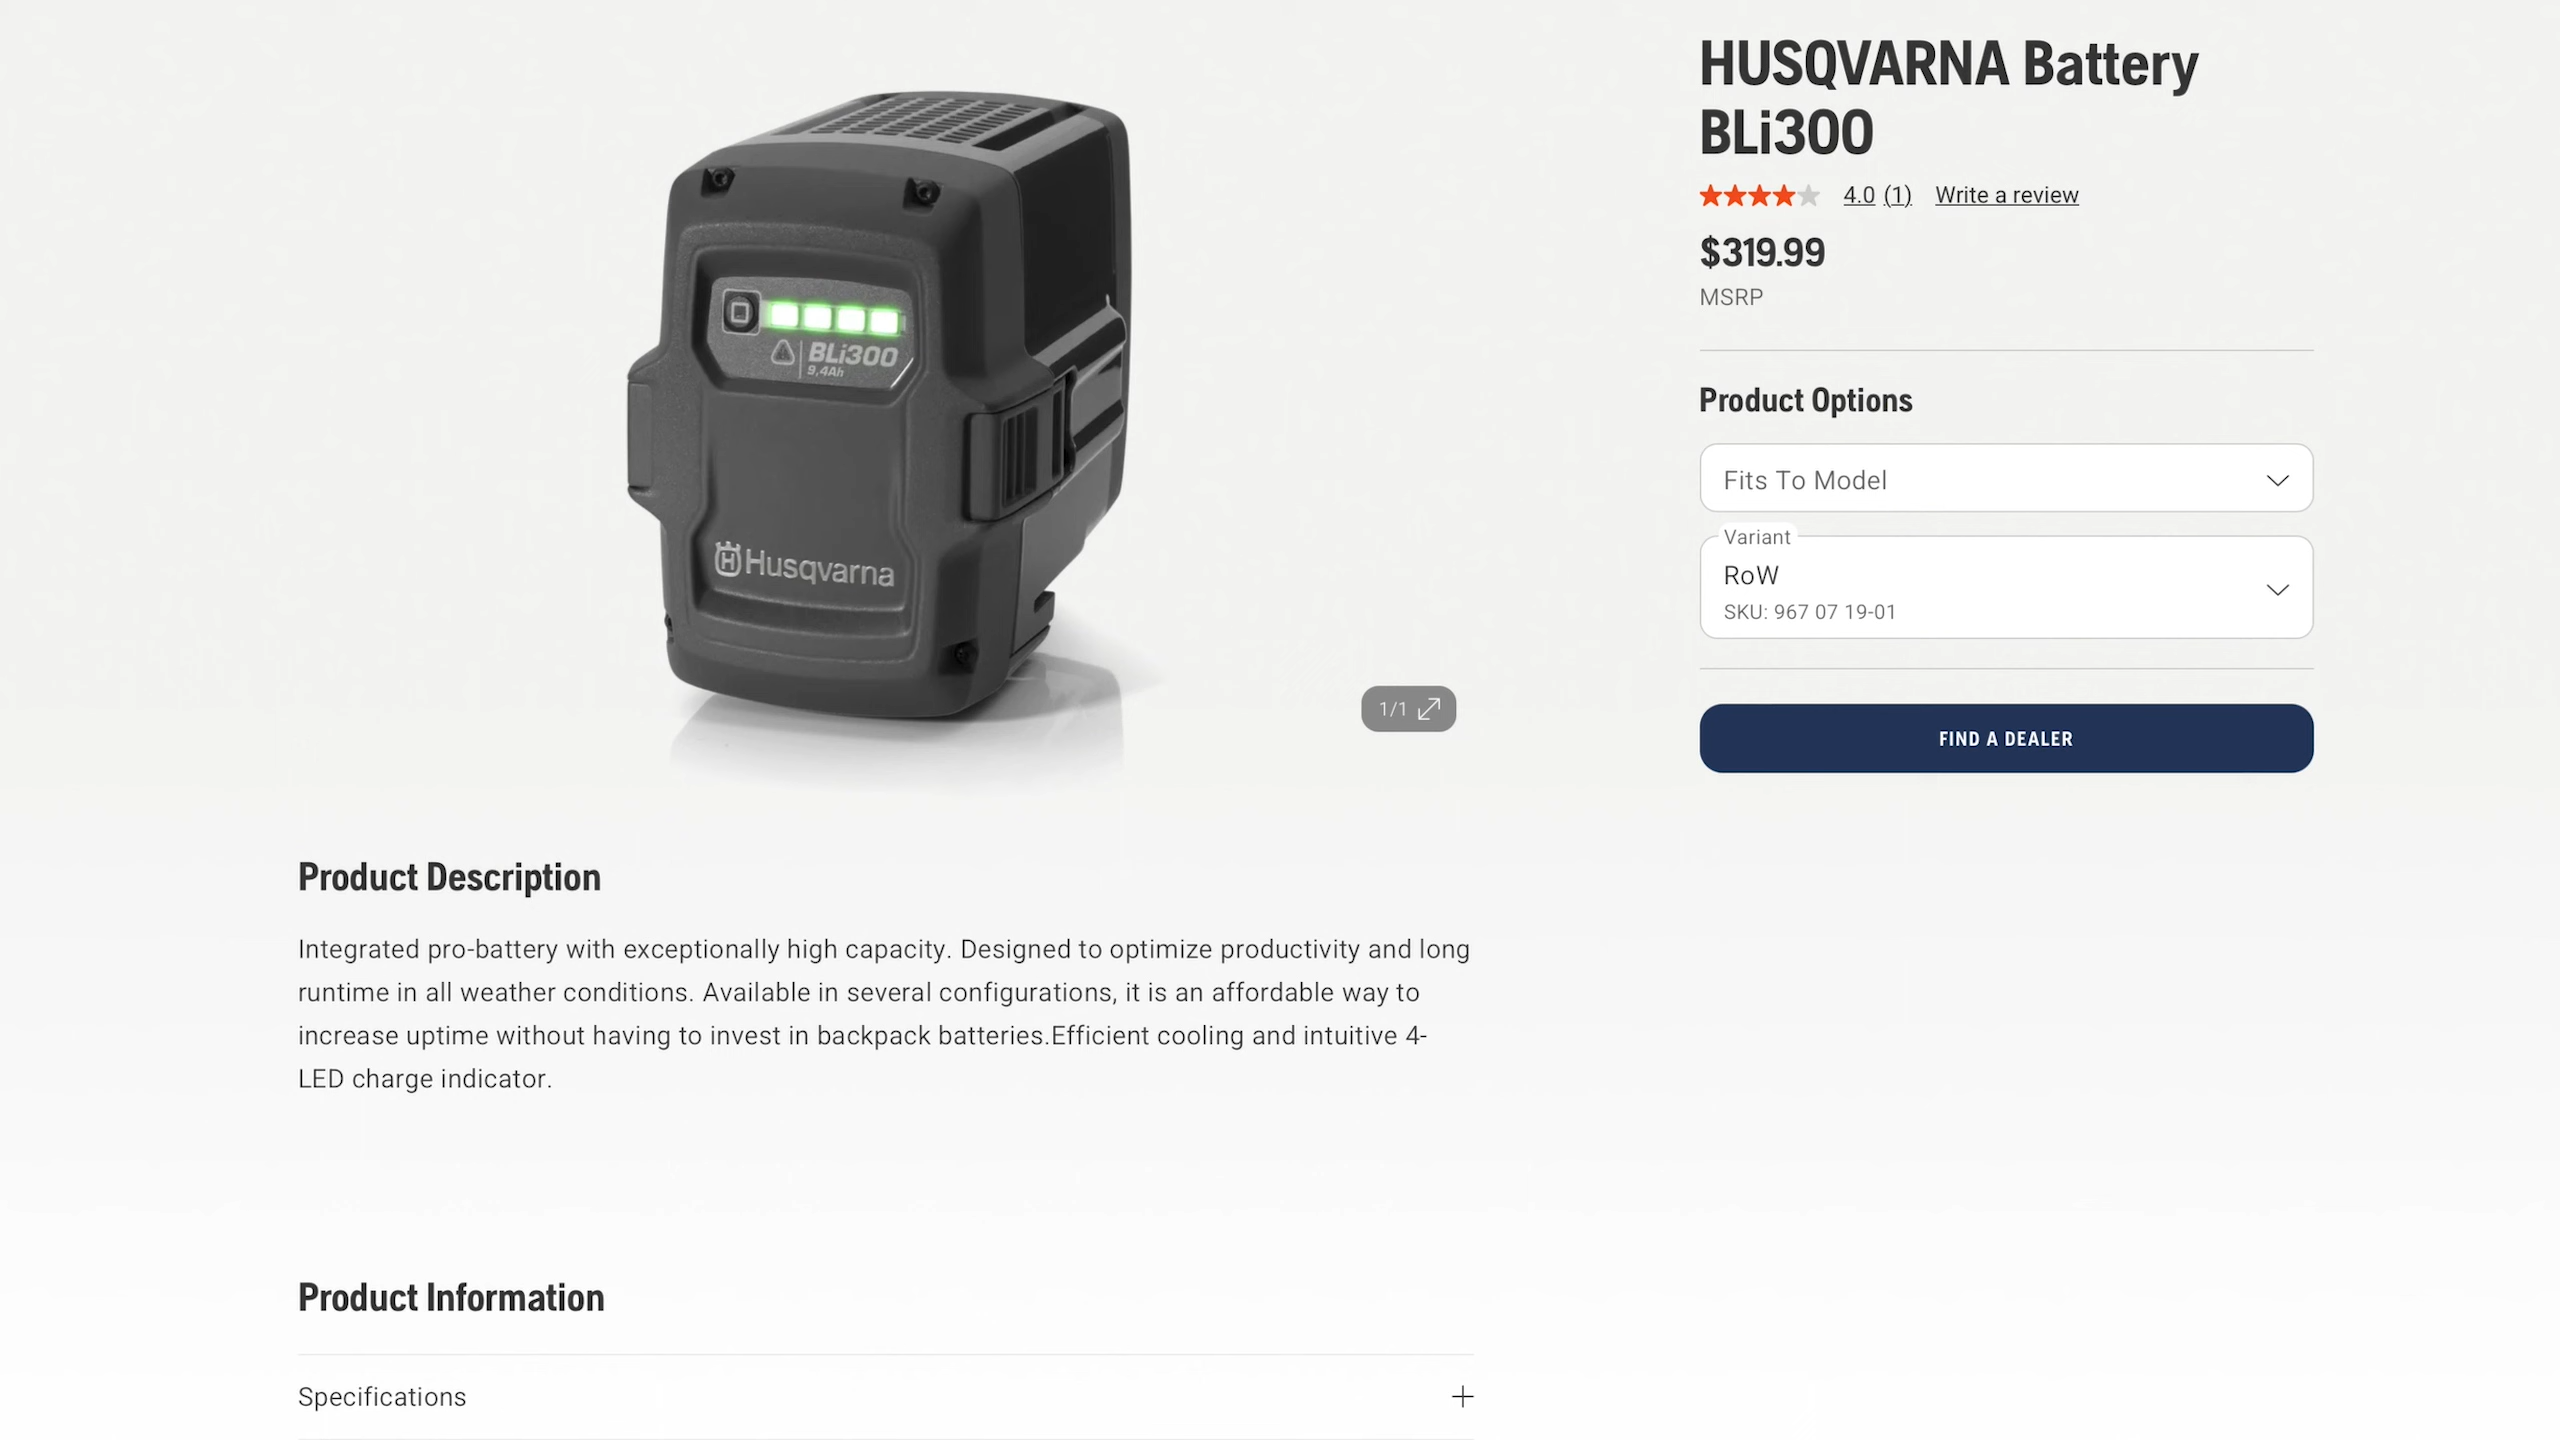 HUSQVARNA Battery
BLi300
4.0 (1) Write a review
$319.99
MSRP
Product Options
Fits To Model
Variant
RoW
SKU: 967 07 19-01
FIND A DEALER
BLi300
9,4Ah
Husqvarna
1/1
Product Description
Integrated pro-battery with exceptionally high capacity. Designed to optimize productivity and long
runtime in all weather conditions. Available in several configurations, it is an affordable way to
increase uptime without having to invest in backpack batteries.Efficient cooling and intuitive 4-
LED charge indicator.
Product Information
Specifications